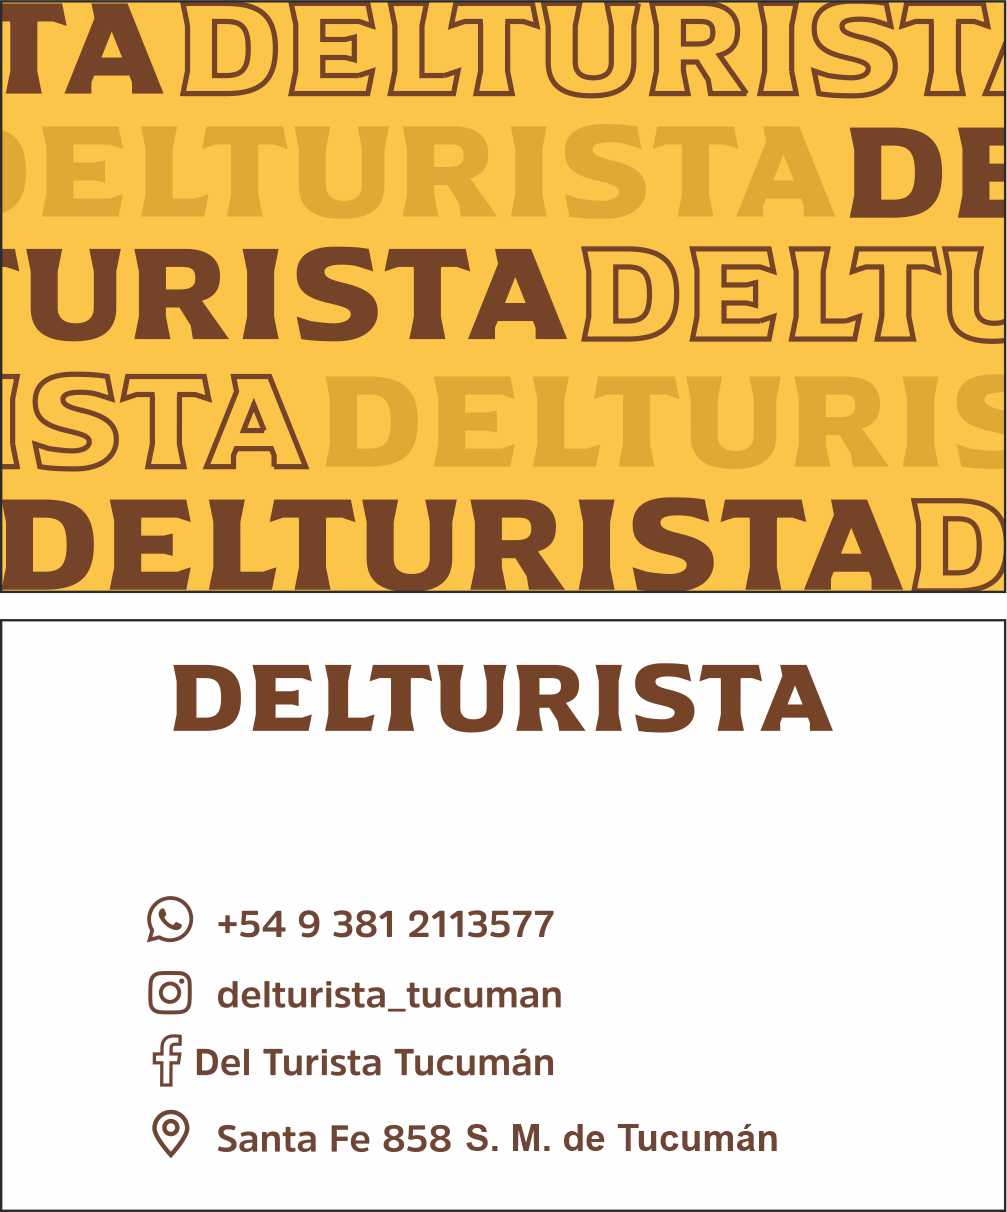 TADELTURISTA
DELTURISTADE
TURISTADELTU
ISTADELTURIS
DELTURISTAD
DELTURISTA
+54 9 381 2113577
delturista_tucuman
Del Turista Tucumán
Santa Fe 858 S. M. de Tucumán